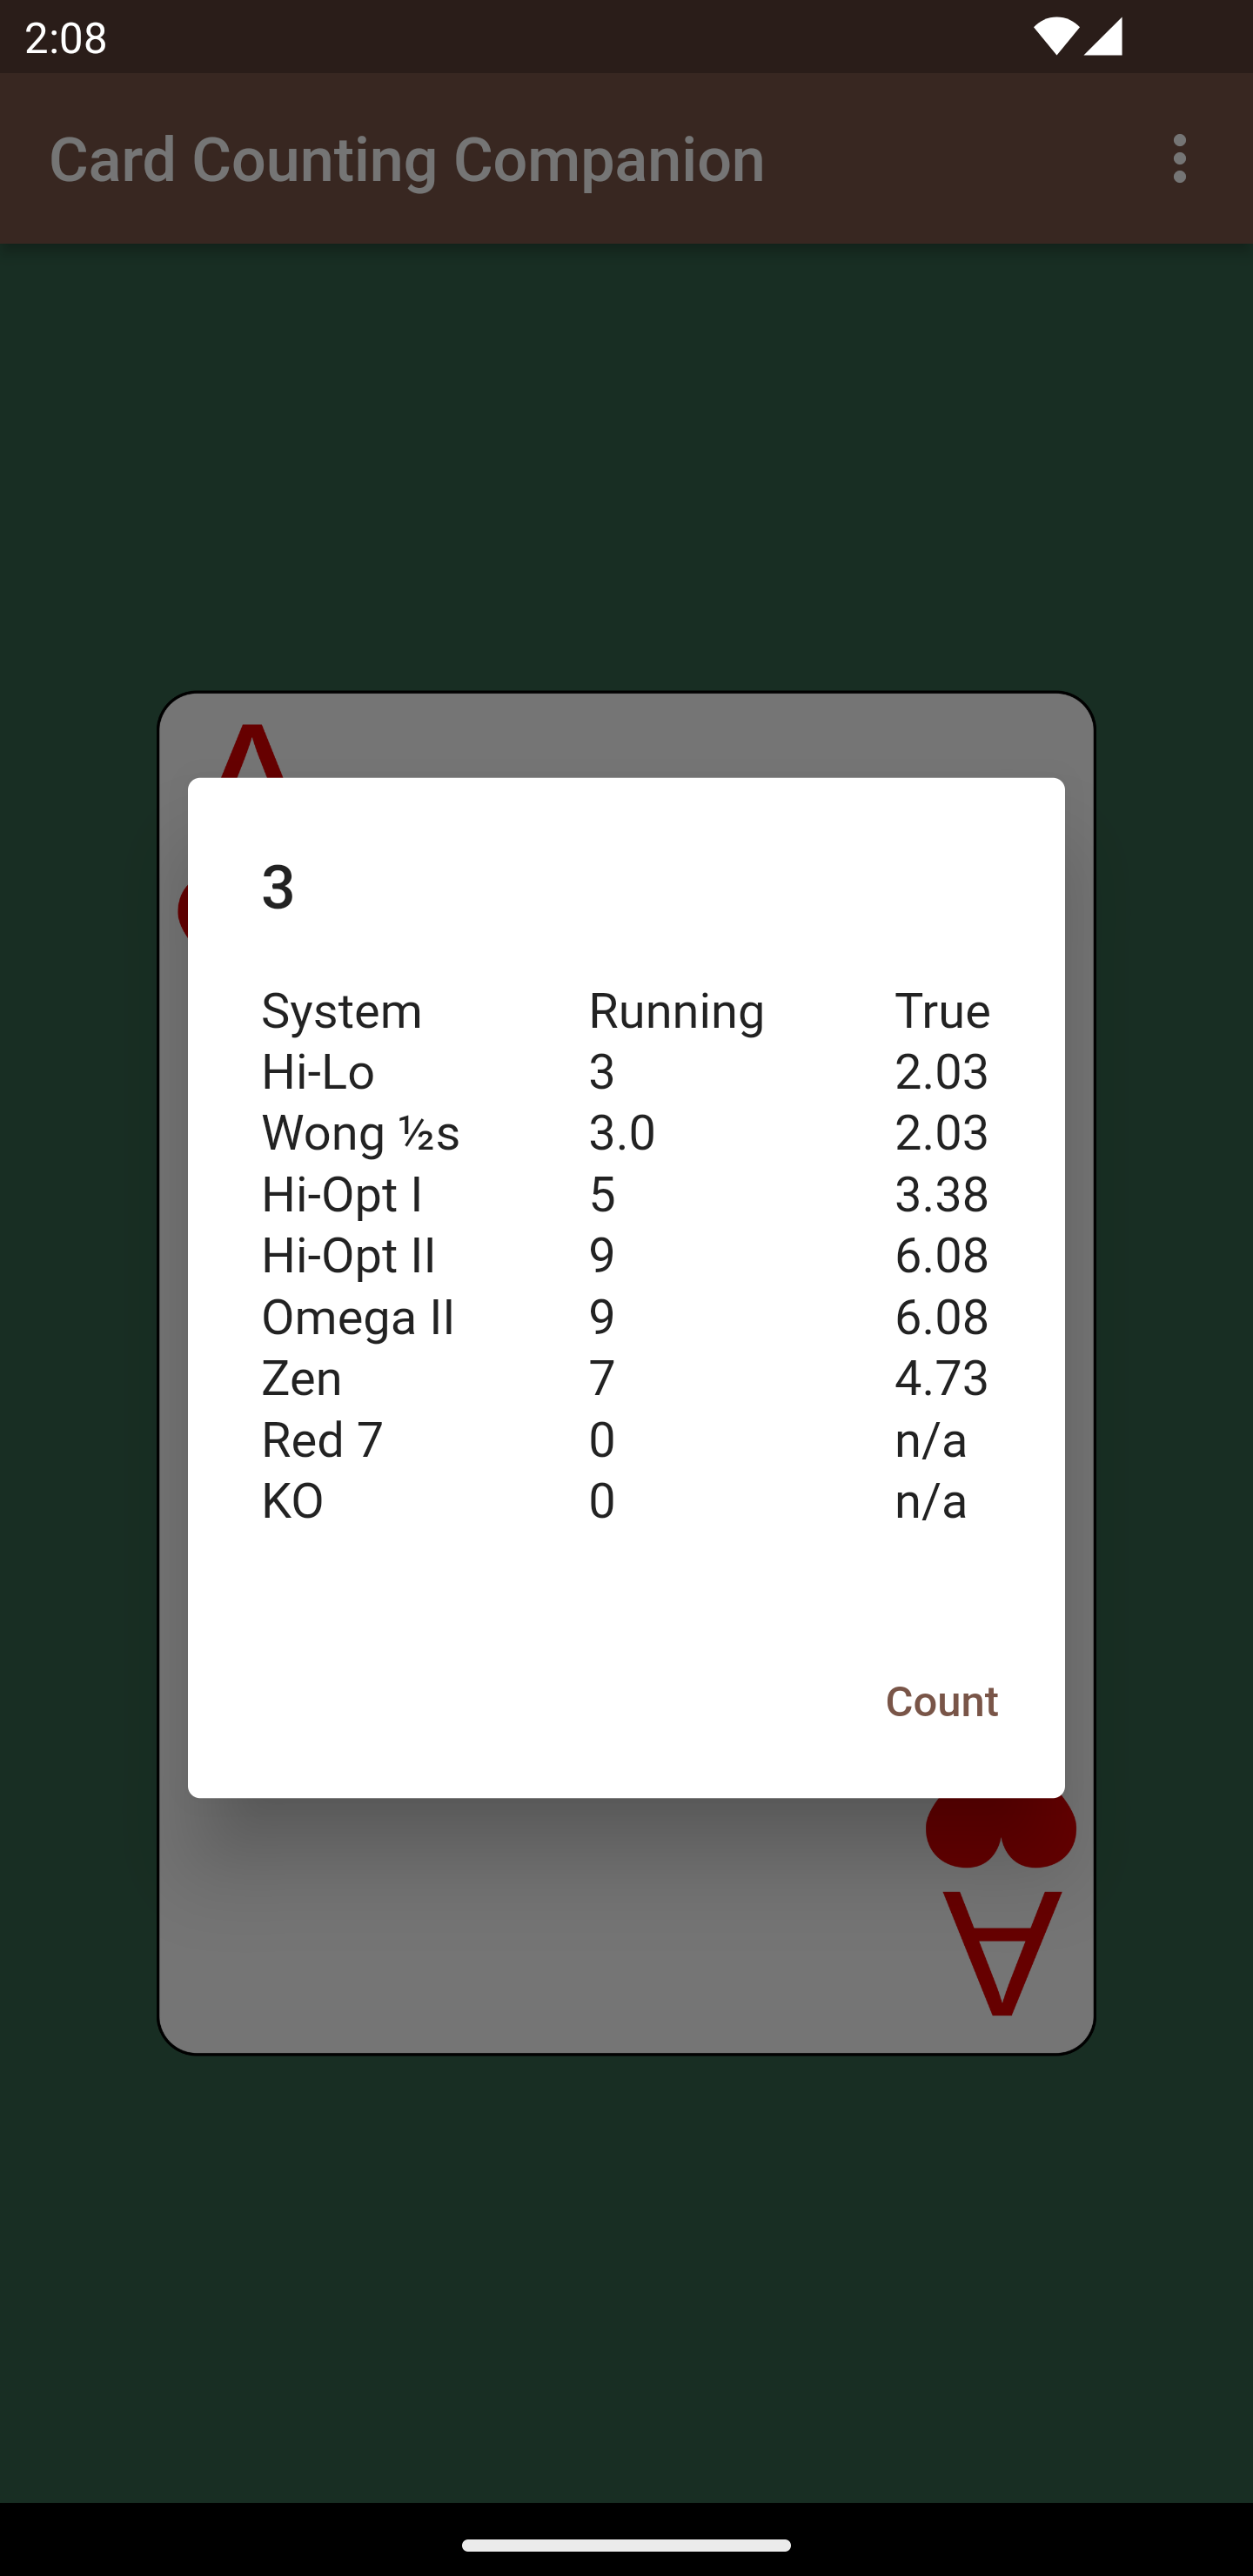 2:08
Card Counting Companion
A
3
System Running True
Hi-Lo 3 2.03
Wong ½s 3.0 2.03
Hi-Opt I 5 3.38
Hi-Opt II 9 6.08
Omega II 9 6.08
Zen 7 4.73
Red 7 0 n/a
KO 0 n/a
Count
A